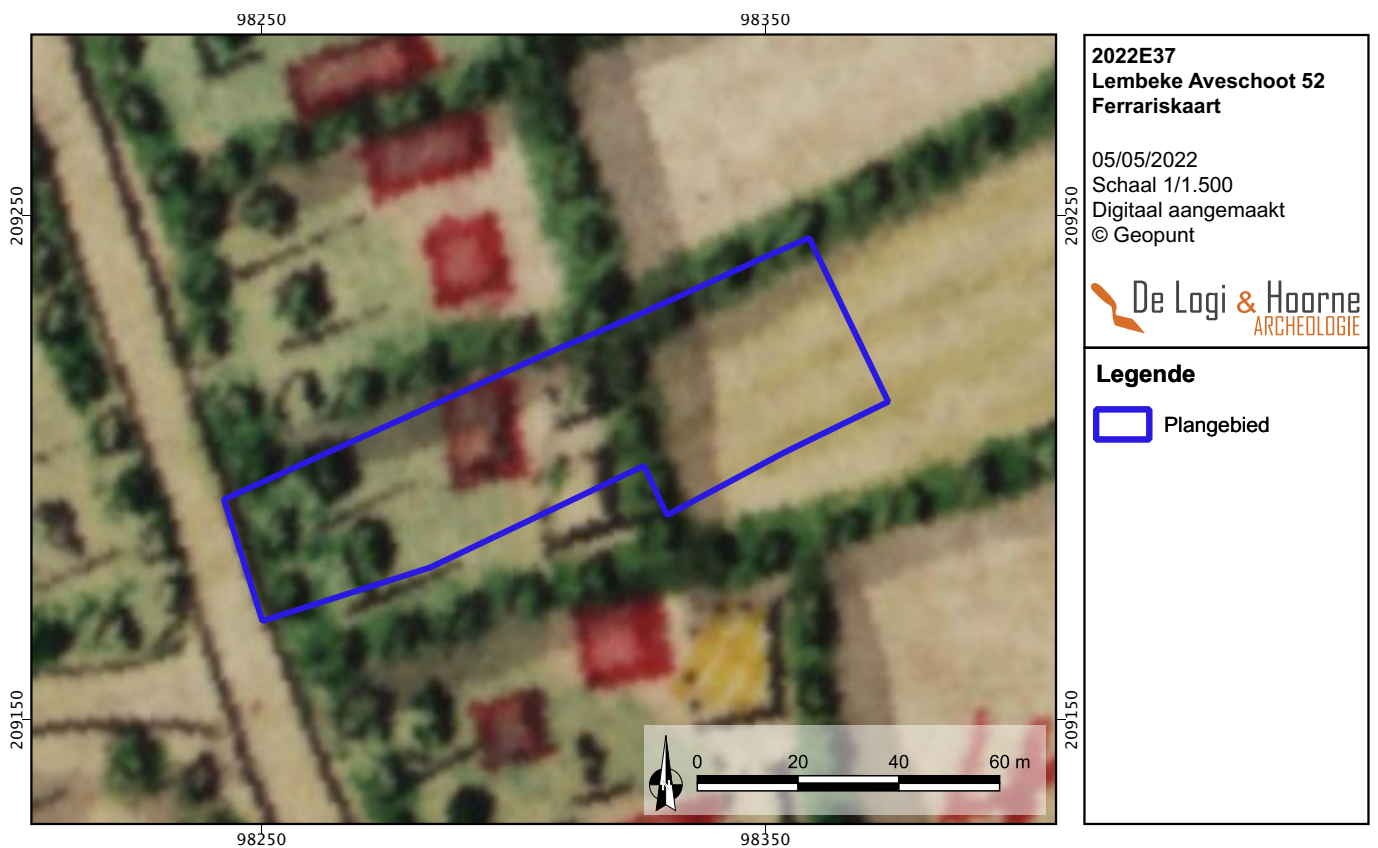 98250 98350
2022E37
Lembeke Aveschoot 52
Ferrariskaart
05/05/2022
Schaal 1/1.500
Digitaal aangemaakt
© Geopunt
De Logi & Hoorne
ARCHEOLOGIE
Legende
Plangebied
209250 209250
209150 209150
N
0 20 40 60 m
98250 98350